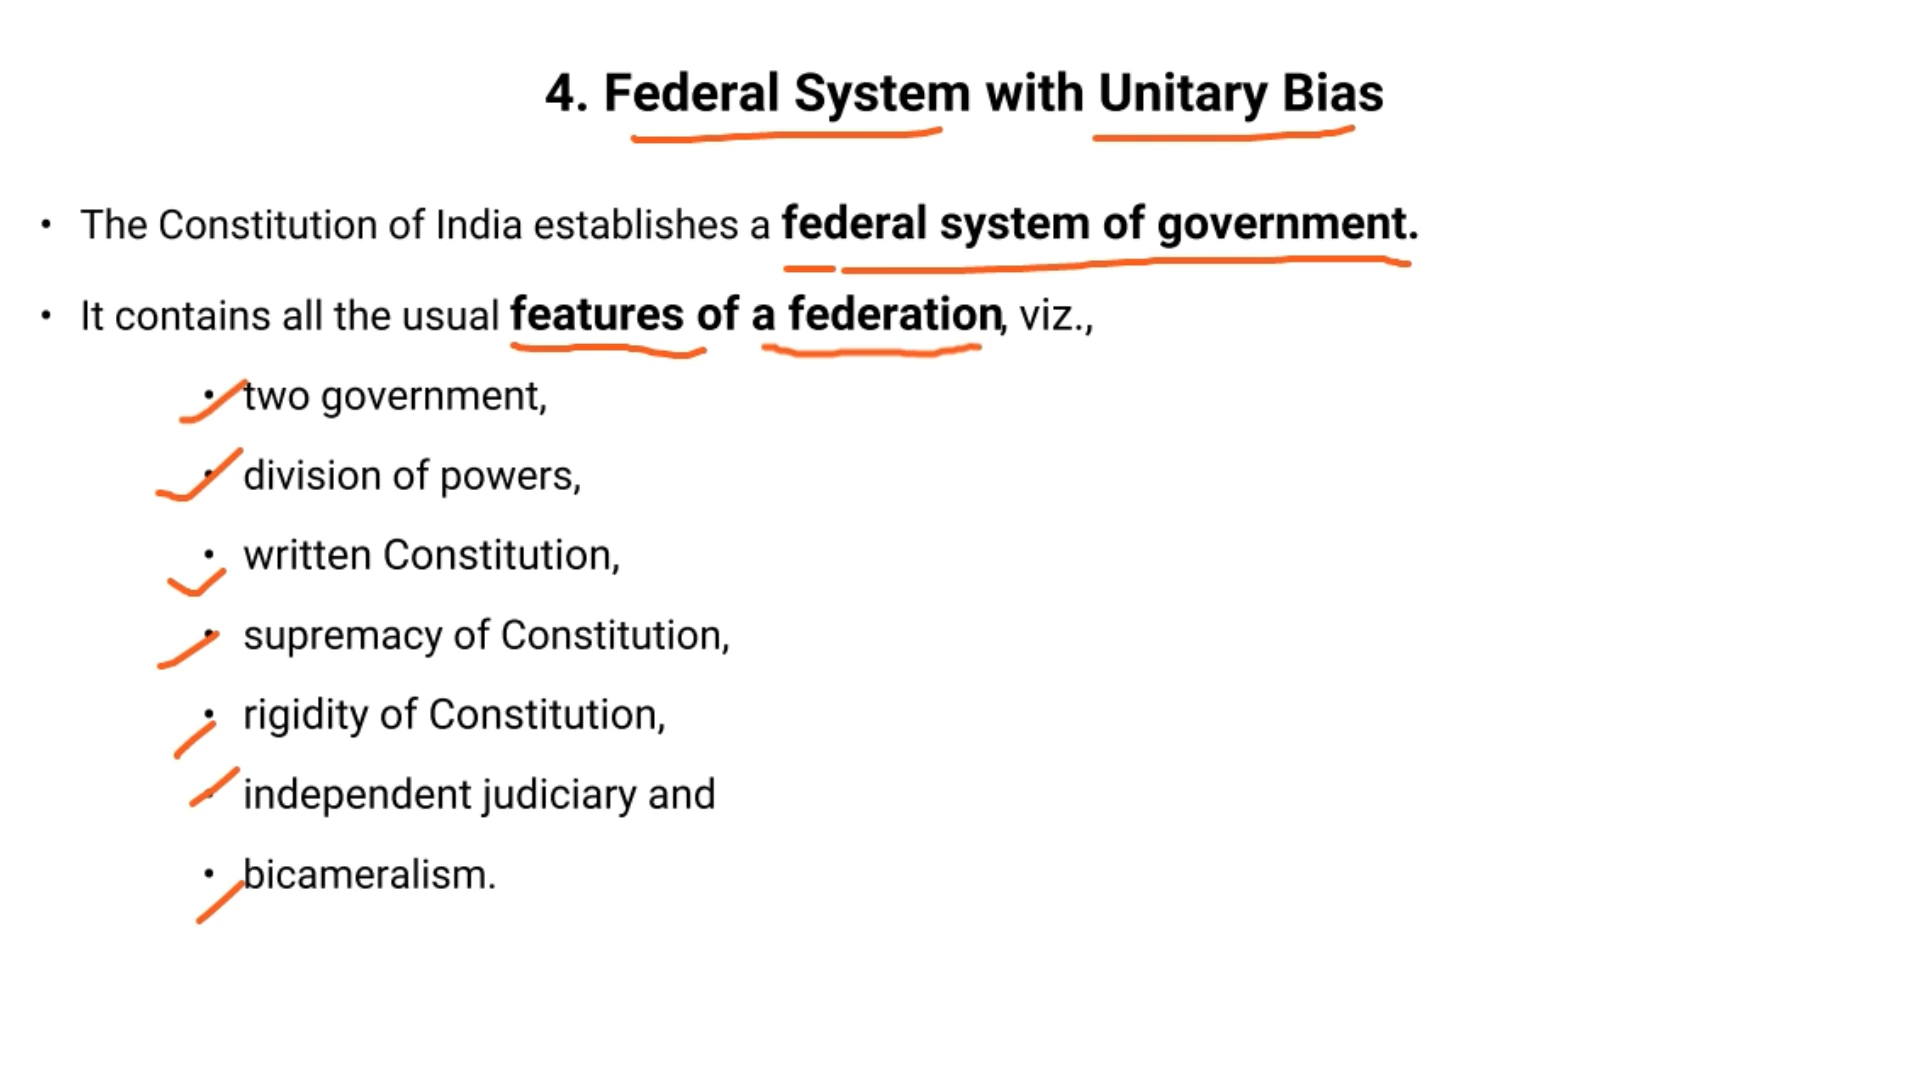 4. Federal System with Unitary Bias
• The Constitution of India establishes a federal system of government.
• It contains all the usual features of a federation, viz.,
• two government,
• division of powers,
• written Constitution,
• supremacy of Constitution,
• rigidity of Constitution,
• independent judiciary and
• bicameralism.